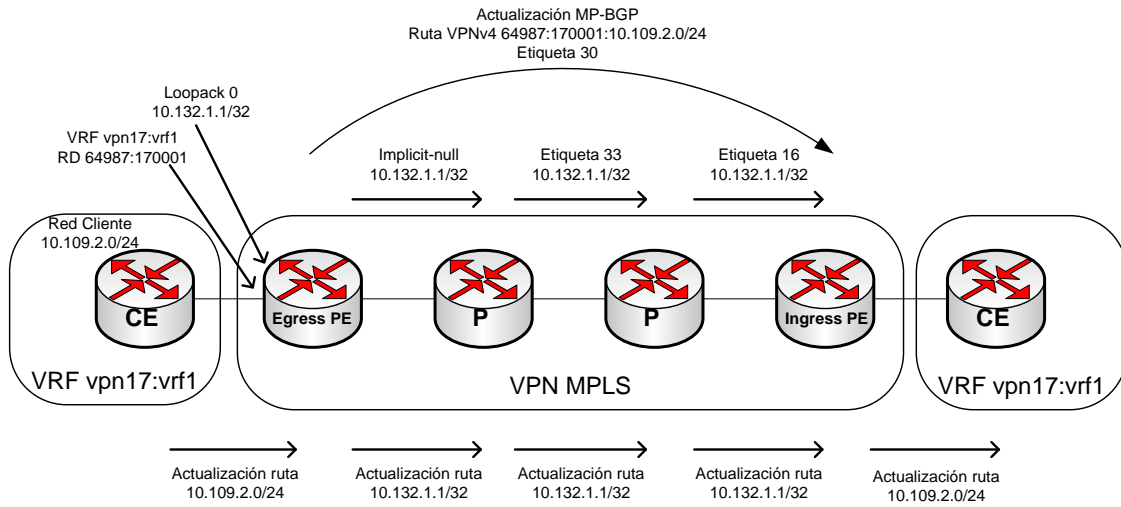 Actualización MP-BGP
Ruta VPNv4 64987:170001:10.109.2.0/24
Etiqueta 30
Loopack 0
10.132.1.1/32
VRF vpn17:vrf1
RD 64987:170001
Implicit-null
10.132.1.1/32
Etiqueta 33
10.132.1.1/32
Etiqueta 16
10.132.1.1/32
Red Cliente
10.109.2.0/24
CE
Egress PE
P
P
Ingress PE
CE
VRF vpn17:vrf1
VPN MPLS
VRF vpn17:vrf1
Actualización ruta
10.109.2.0/24
Actualización ruta
10.132.1.1/32
Actualización ruta
10.132.1.1/32
Actualización ruta
10.132.1.1/32
Actualización ruta
10.109.2.0/24